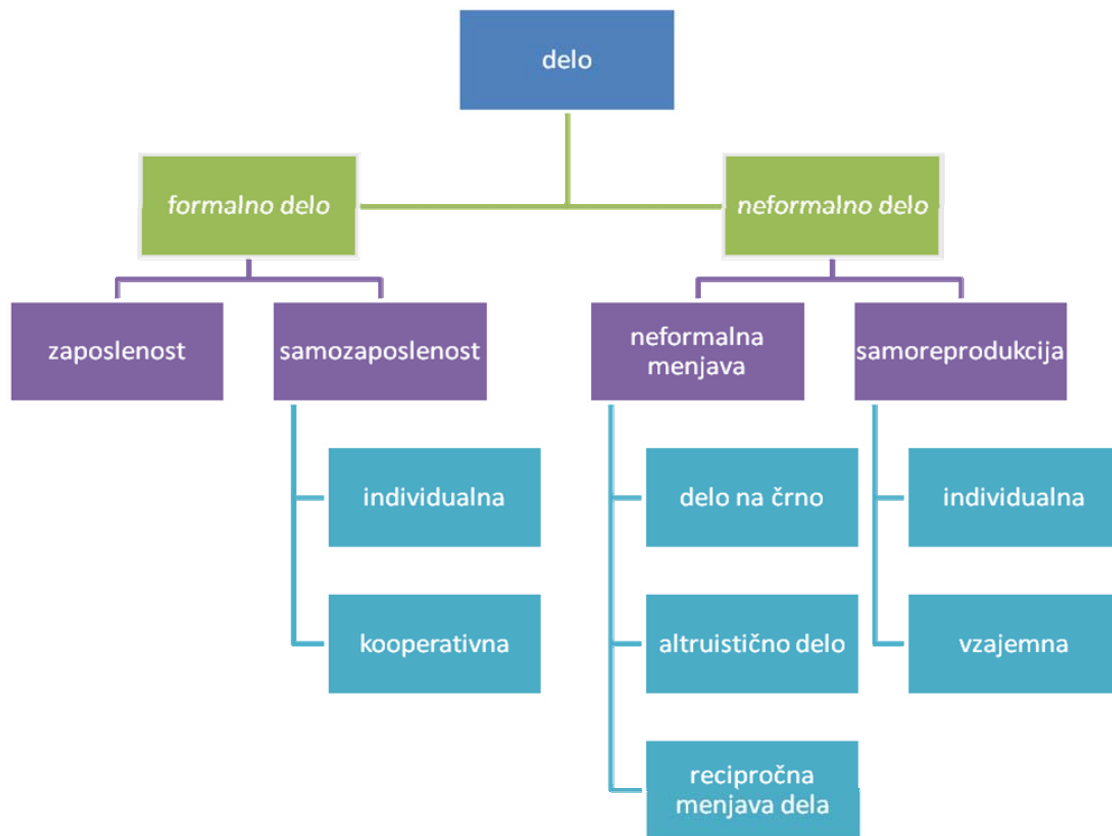 delo
formalno delo
neformalno delo
zaposlenost
samozaposlenost
neformalna
menjava
samoreprodukcija
individualna
delo na črno
individualna
kooperativna
altruistično delo
vzajemna
recipročna
menjava dela